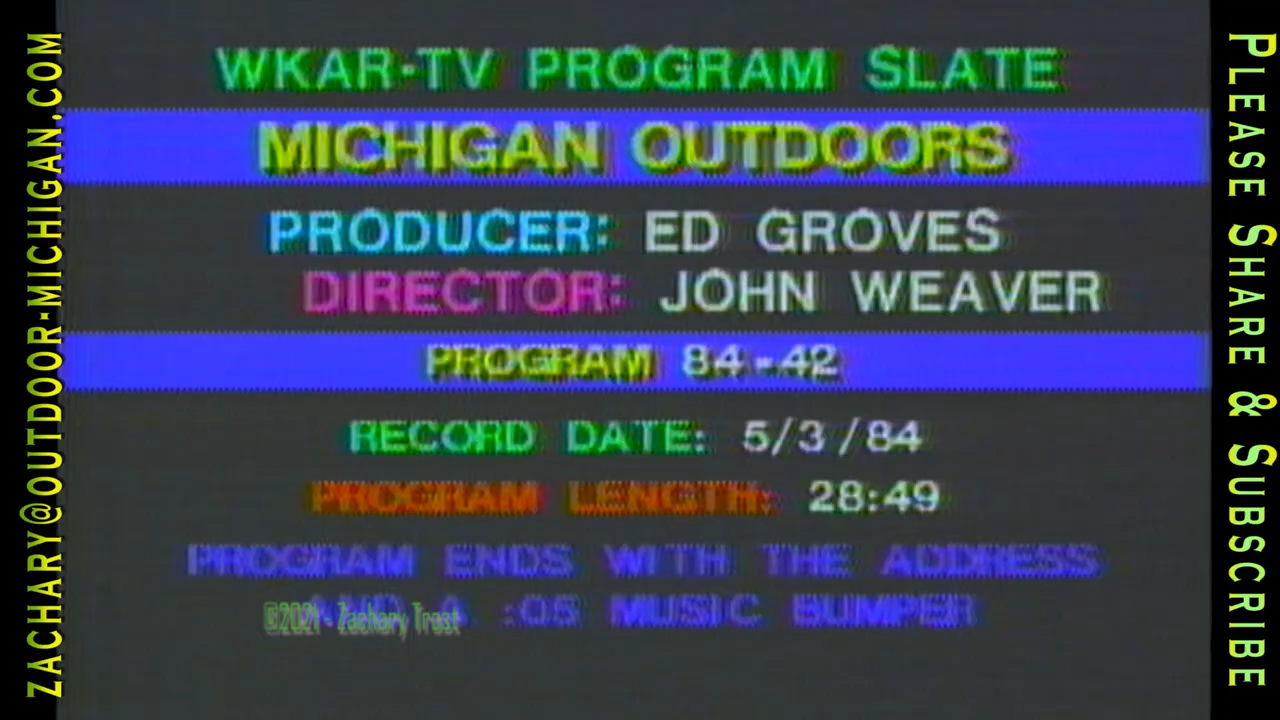 ZACHARY@OUTDOOR-MICHIGAN.COM
WKAR-TV PROGRAM SLATE
MICHIGAN OUTDOORS
PRODUCER: ED GROVES
DIRECTOR: JOHN WEAVER
PROGRAM 84-42
RECORD DATE: 5/3/84
PROGRAM LENGTH: 28:49
PROGRAM ENDS WITH THE ADDRESS
AND A :05 MUSIC BUMPER
©2021 - Zachary Trost
PLEASE SHARE & SUBSCRIBE